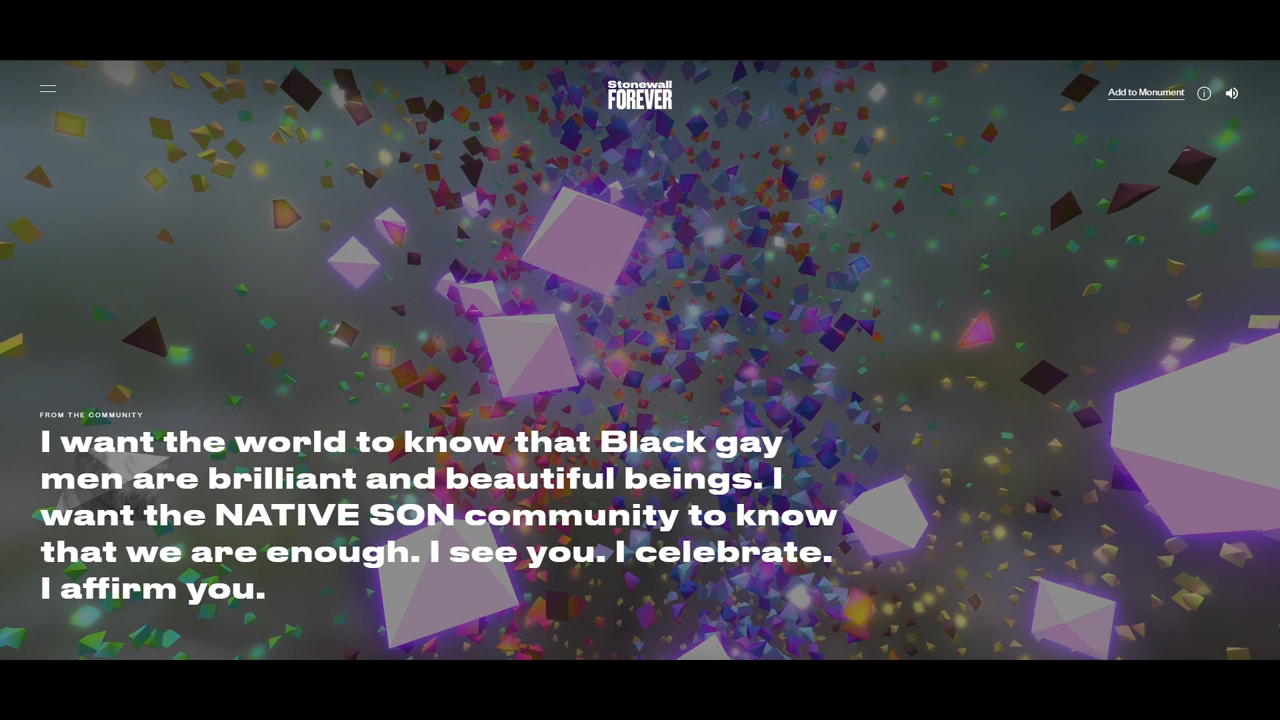 Stonewall
FOREVER
Add to Monument
FROM THE COMMUNITY
I want the world to know that Black gay
men are brilliant and beautiful beings. I
want the NATIVE SON community to know
that we are enough. I see you. I celebrate.
I affirm you.